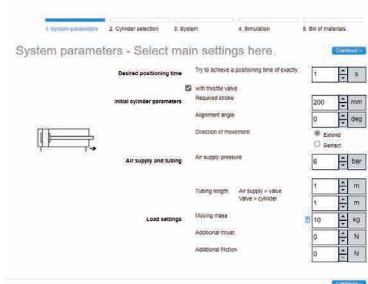 1. System parameters 2. Cylinder selection 3. System 4. Simulation 5. Bill of materials
System parameters - Select main settings here.
Continue >
Desired positioning time Try to achieve a positioning time of exactly: 1 s
with throttle valve
Initial cylinder parameters Required stroke 200 mm
Alignment angle 0 deg
Direction of movement Extend
Retract
Air supply and tubing Air supply pressure 6 bar
Tubing length Air supply > valve 1 m
Valve > cylinder 1 m
Load settings Moving mass 10 kg
Additional thrust 0 N
Additional friction 0 N
Continue >